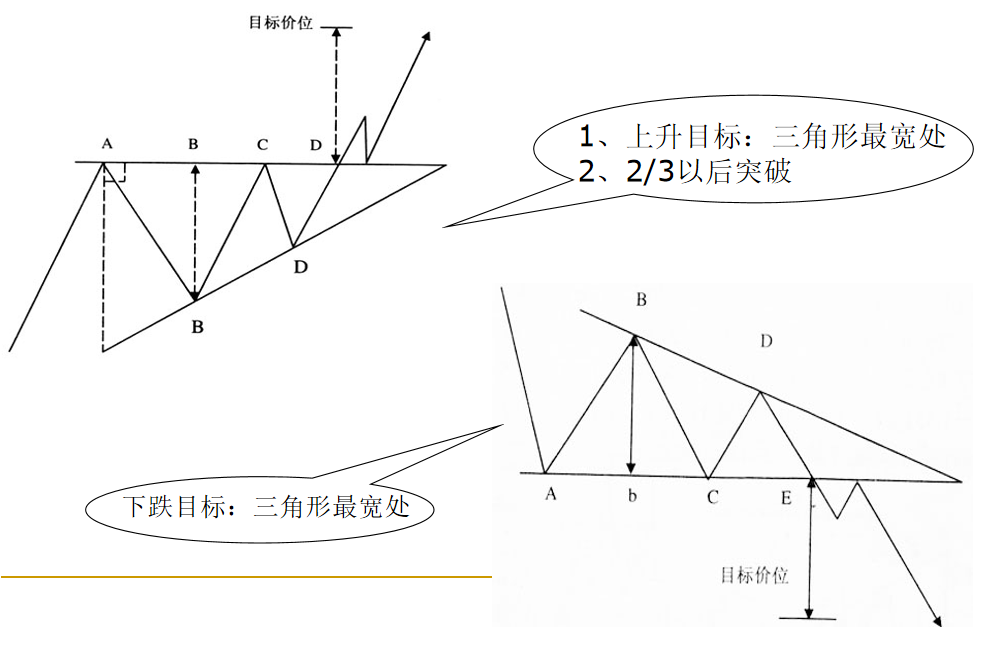 目标价位
A B C D
B
D
1、上升目标：三角形最宽处
2、2/3以后突破
B
D
A b C E
目标价位
下跌目标：三角形最宽处